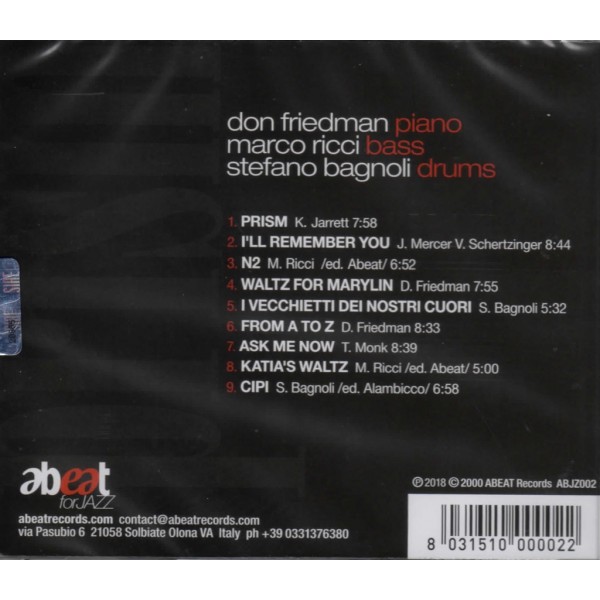 don friedman piano
marco ricci bass
stefano bagnoli drums
1. PRISM K. Jarrett 7:58
2. I'LL REMEMBER YOU J. Mercer V. Schertzinger 8:44
3. N2 M. Ricci /ed. Abeat/ 6:52
4. WALTZ FOR MARYLIN D. Friedman 7:55
5. I VECCHIETTI DEI NOSTRI CUORI S. Bagnoli 5:32
6. FROM A TO Z D. Friedman 8:33
7. ASK ME NOW T. Monk 8:39
8. KATIA'S WALTZ M. Ricci /ed. Abeat/ 5:00
9. CIPI S. Bagnoli /ed. Alambicco/ 6:58
abeat
for JAZZ
abeatrecords.com contact@abeatrecords.com
via Pasubio 6 21058 Solbiate Olona VA Italy ph +39 0331376380
℗ 2018 © 2000 ABEAT Records ABJZ002
8 031510 000022